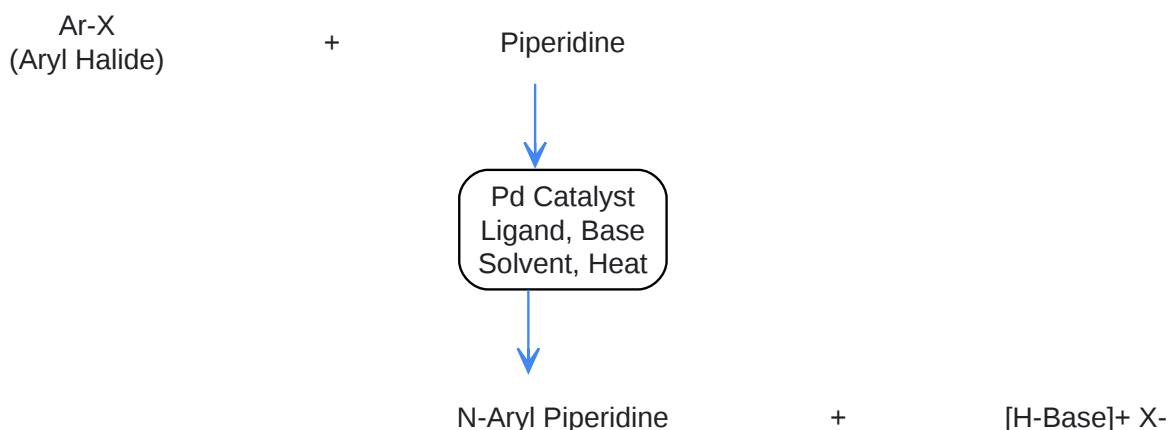 Ar-X
(Aryl Halide)
+
Piperidine
Pd Catalyst
Ligand, Base
Solvent, Heat
N-Aryl Piperidine
+
[H-Base]+ X-